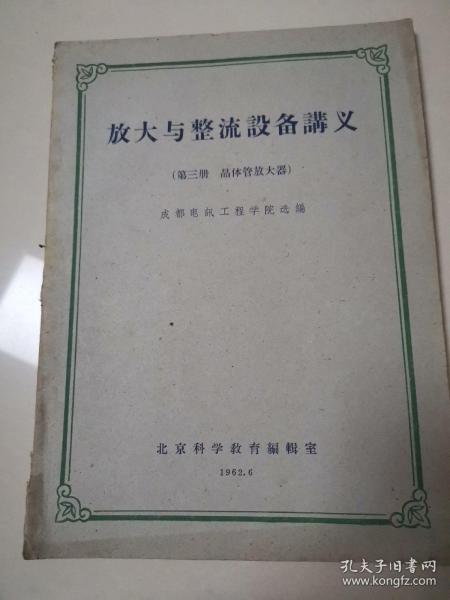 放大与整流設备講义
(第三册 晶体管放大器)
成都电訊工程学院选編
北京科学教育編輯室
1962.6
孔夫子旧书网
www.kongfz.com